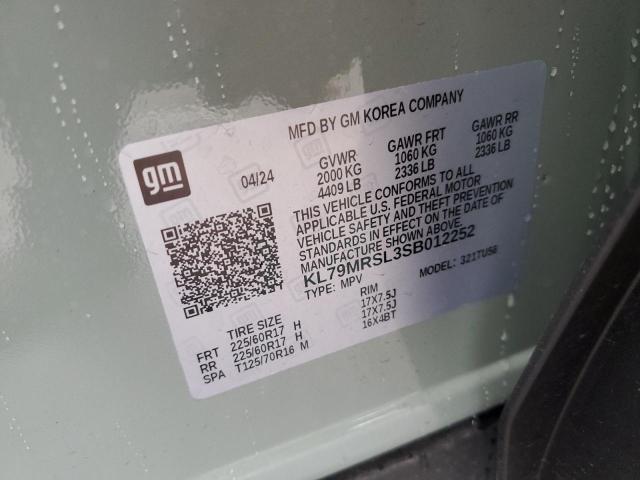 MFD BY GM KOREA COMPANY
gm
04/24
GVWR GAWR FRT GAWR RR
2000 KG 1060 KG 1060 KG
4409 LB 2336 LB 2336 LB
THIS VEHICLE CONFORMS TO ALL
APPLICABLE U.S. FEDERAL MOTOR
VEHICLE SAFETY AND THEFT PREVENTION
STANDARDS IN EFFECT ON THE DATE OF
MANUFACTURE SHOWN ABOVE.
KL79MRSL3SB012252
TYPE: MPV MODEL: 321TU56
TIRE SIZE RIM
FRT 225/60R17 H 17X7.5J
RR 225/60R17 H 17X7.5J
SPA T125/70R16 M 16X4BT